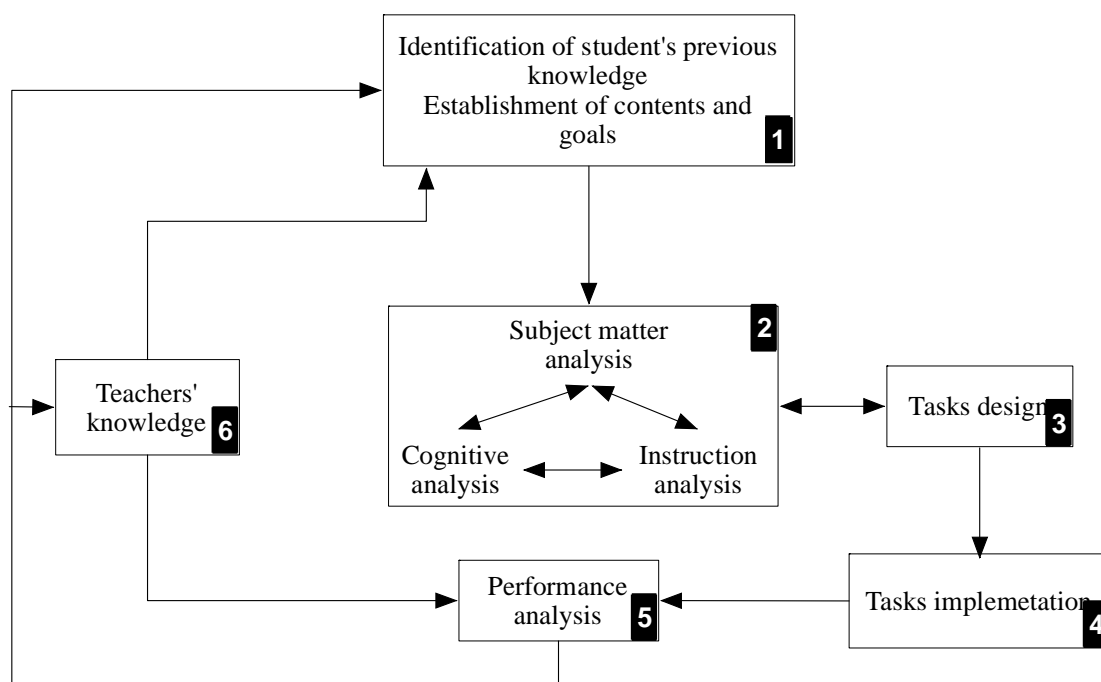 Identification of student's previous
knowledge
Establishment of contents and
goals
1
Subject matter
analysis
2
Cognitive
analysis
Instruction
analysis
Tasks design
3
Teachers'
knowledge
6
Performance
analysis
5
Tasks implemetation
4